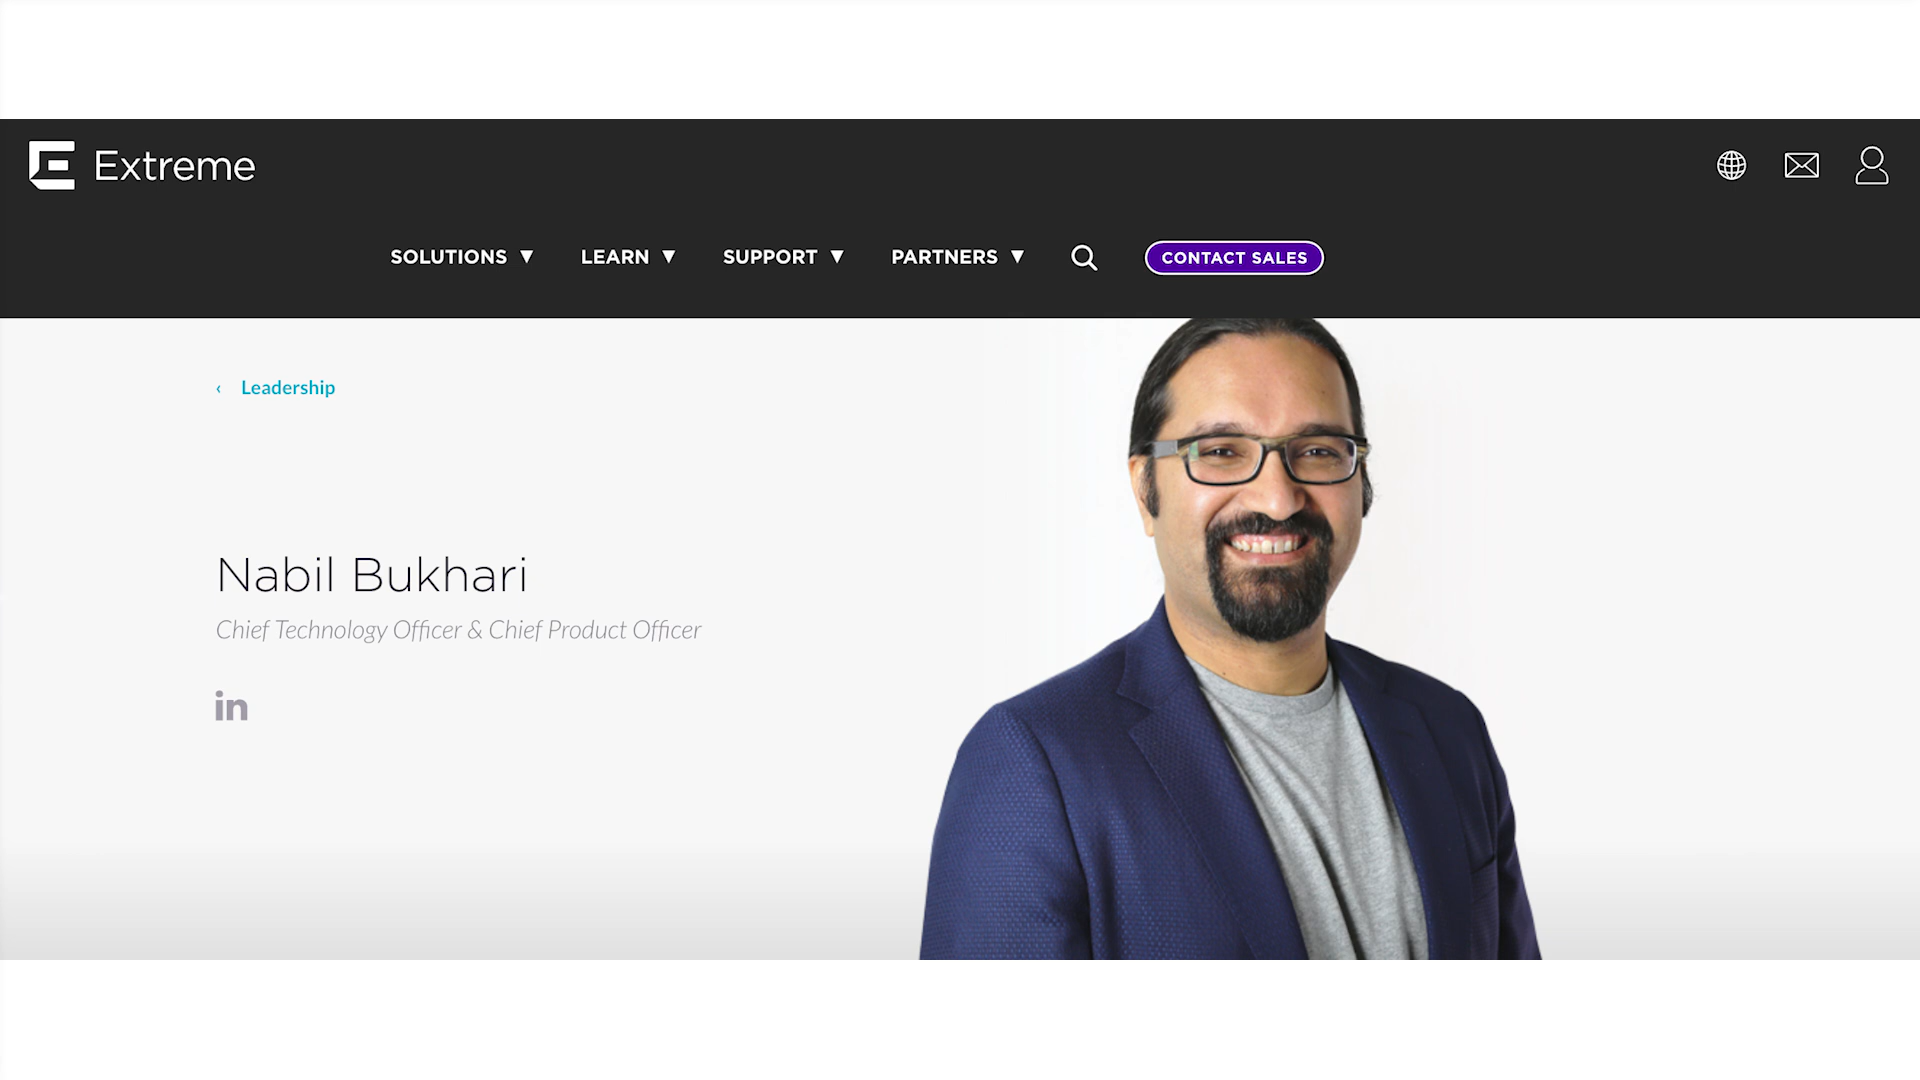 Extreme
SOLUTIONS ▼ LEARN ▼ SUPPORT ▼ PARTNERS ▼ CONTACT SALES
‹ Leadership
Nabil Bukhari
Chief Technology Officer & Chief Product Officer
in